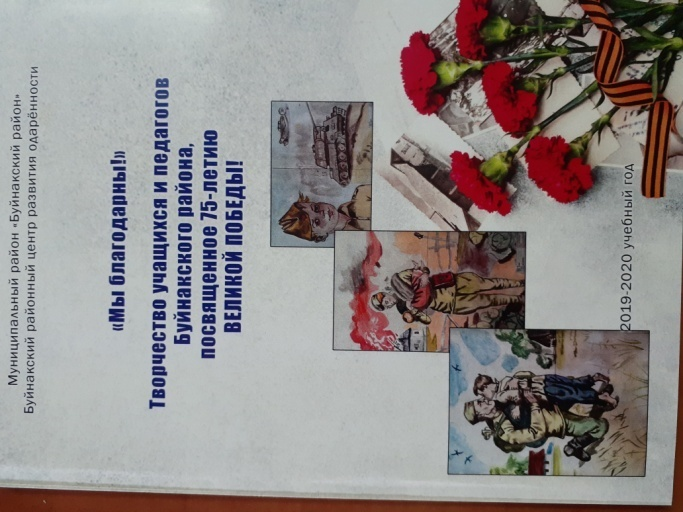 Муниципальный район «Буйнакский район»
Буйнакский районный центр развития одарённости
«Мы благодарны!»
Творчество учащихся и педагогов
Буйнакского района,
посвященное 75-летию
ВЕЛИКОЙ ПОБЕДЫ!
2019-2020 учебный год